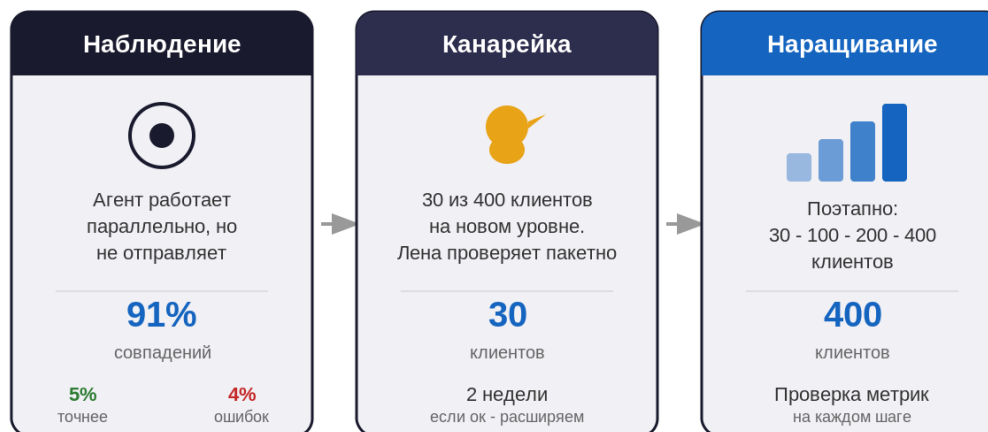 Наблюдение
Агент работает
параллельно, но
не отправляет
91%
совпадений
5%
точнее
4%
ошибок
Канарейка
30 из 400 клиентов
на новом уровне.
Лена проверяет пакетно
30
клиентов
2 недели
если ок - расширяем
Наращивание
Поэтапно:
30 - 100 - 200 - 400
клиентов
400
клиентов
Проверка метрик
на каждом шаге